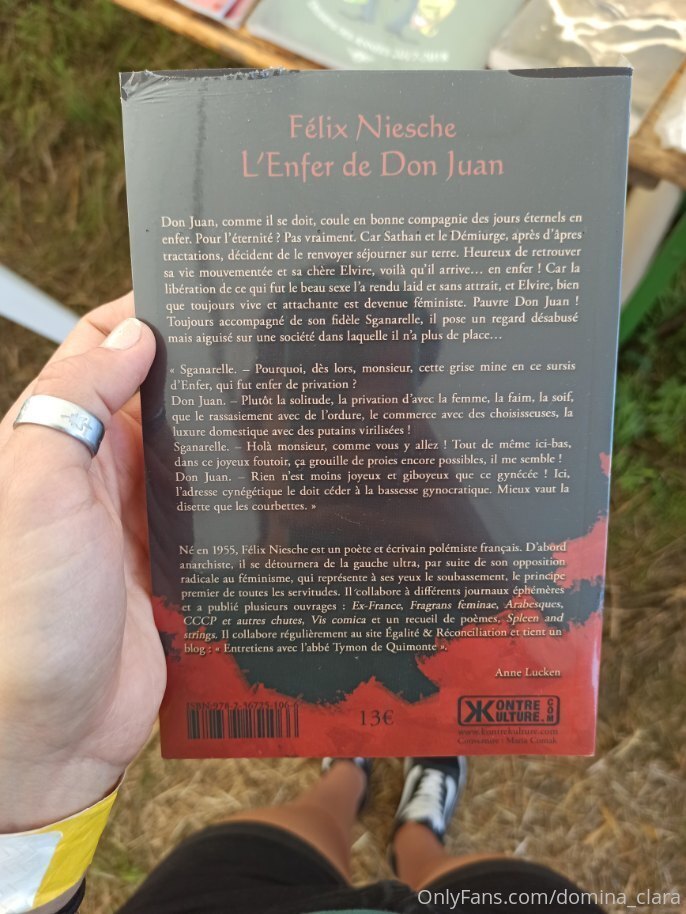 Félix Niesche
L'Enfer de Don Juan
Don Juan, comme il se doit, coule en bonne compagnie des jours éternels en
enfer. Pour l'éternité ? Pas vraiment. Car Sathan et le Démiurge, après d'âpres
tractations, décident de le renvoyer séjourner sur terre. Heureux de retrouver
sa vie mouvementée et sa chère Elvire, voilà qu'il arrive… en enfer ! Car la
libération de ce qui fut le beau sexe l'a rendu laid et sans attrait, et Elvire, bien
que toujours vive et attachante est devenue féministe. Pauvre Don Juan !
Toujours accompagné de son fidèle Sganarelle, il pose un regard désabusé
mais aiguisé sur une société dans laquelle il n'a plus de place…
« Sganarelle. – Pourquoi, dès lors, monsieur, cette grise mine en ce sursis
d'Enfer, qui fut enfer de privation ?
Don Juan. – Plutôt la solitude, la privation d'avec la femme, la faim, la soif,
que le rassasiement avec de l'ordure, le commerce avec des choisisseuses, la
luxure domestique avec des putains virilisées !
Sganarelle. – Holà monsieur, comme vous y allez ! Tout de même ici-bas,
dans ce joyeux foutoir, ça grouille de proies encore possibles, il me semble !
Don Juan. – Rien n'est moins joyeux et giboyeux que ce gynécée ! Ici,
l'adresse cynégétique le doit céder à la bassesse gynocratique. Mieux vaut la
disette que les courbettes. »
Né en 1955, Félix Niesche est un poète et écrivain polémiste français. D'abord
anarchiste, il se détournera de la gauche ultra, par suite de son opposition
radicale au féminisme, qui représente à ses yeux le soubassement, le principe
premier de toutes les servitudes. Il collabore à différents journaux éphémères
et a publié plusieurs ouvrages : Ex-France, Fragrans feminae, Arabesques,
CCCP et autres chutes, Vis comica et un recueil de poèmes, Spleen and
strings. Il collabore régulièrement au site Égalité & Réconciliation et tient un
blog : « Entretiens avec l'abbé Tymon de Quimonte ».
Anne Lucken
ISBN-978-2-36725-106-6
13€
KONTRE
KULTURE.COM
www.kontrekulture.com
Couverture : Maria Comak
OnlyFans.com/domina_clara